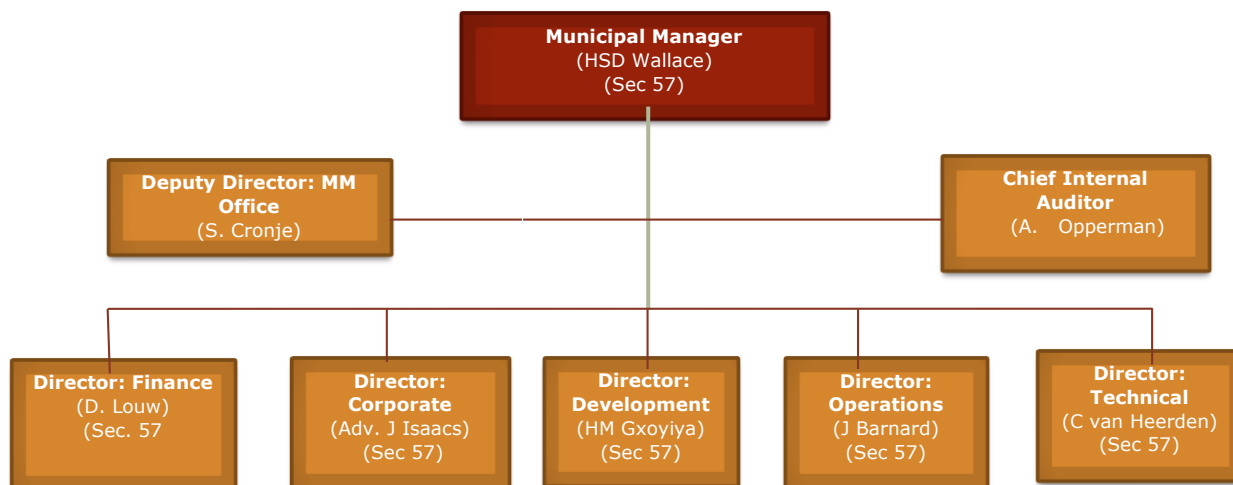 Municipal Manager
(HSD Wallace)
(Sec 57)
Deputy Director: MM
Office
(S. Cronje)
Chief Internal
Auditor
(A.   Opperman)
Director: Finance
(D. Louw)
(Sec. 57
Director:
Corporate
(Adv. J Isaacs)
(Sec 57)
Director:
Development
(HM Gxoyiya)
(Sec 57)
Director:
Operations
(J Barnard)
(Sec 57)
Director:
Technical
(C van Heerden)
(Sec 57)